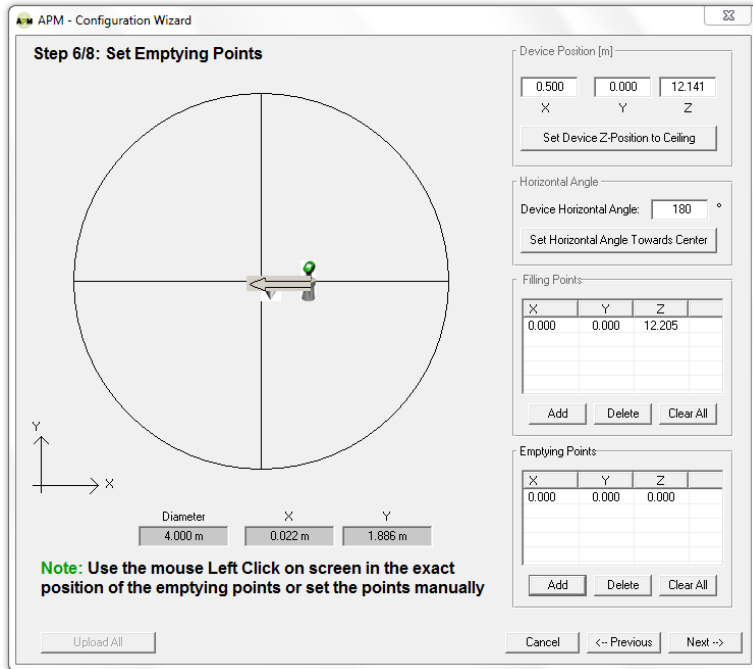 APM - Configuration Wizard
Step 6/8: Set Emptying Points
Y
X
Diameter X Y
4.000 m 0.022 m 1.886 m
Note: Use the mouse Left Click on screen in the exact
position of the emptying points or set the points manually
Upload All
Device Position [m]
0.500 0.000 12.141
X Y Z
Set Device Z-Position to Ceiling
Horizontal Angle
Device Horizontal Angle: 180 °
Set Horizontal Angle Towards Center
Filling Points
X Y Z
0.000 0.000 12.205
Add Delete Clear All
Emptying Points
X Y Z
0.000 0.000 0.000
Add Delete Clear All
Cancel <-- Previous Next -->